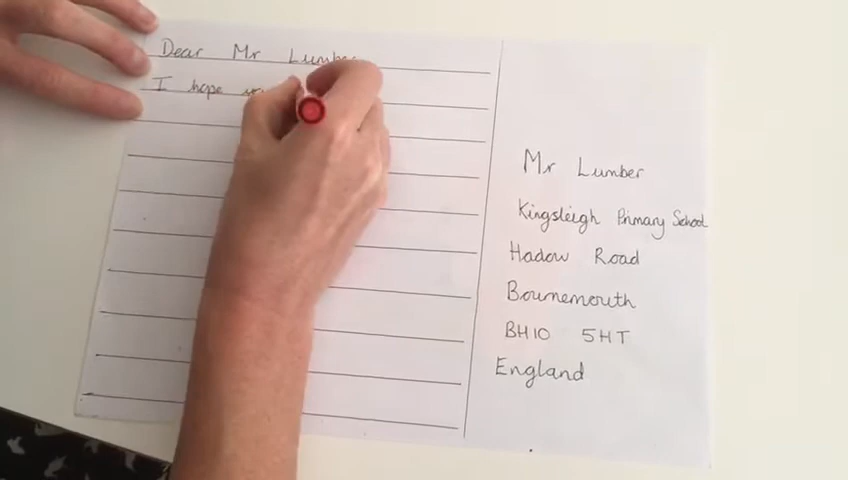 Dear Mr Lumber
I hope
Mr Lumber
Kingsleigh Primary School
Hadow Road
Bournemouth
BH10 5HT
England